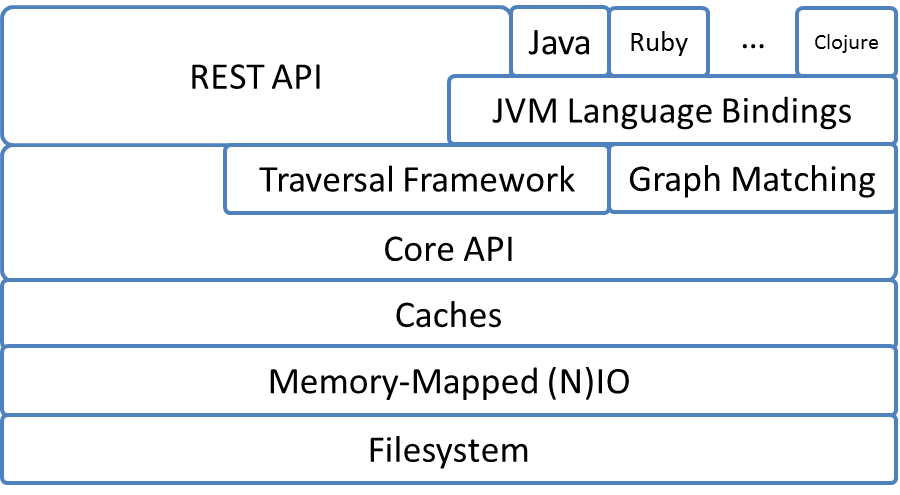 REST API
Java
Ruby
...
Clojure
JVM Language Bindings
Traversal Framework
Graph Matching
Core API
Caches
Memory-Mapped (N)IO
Filesystem